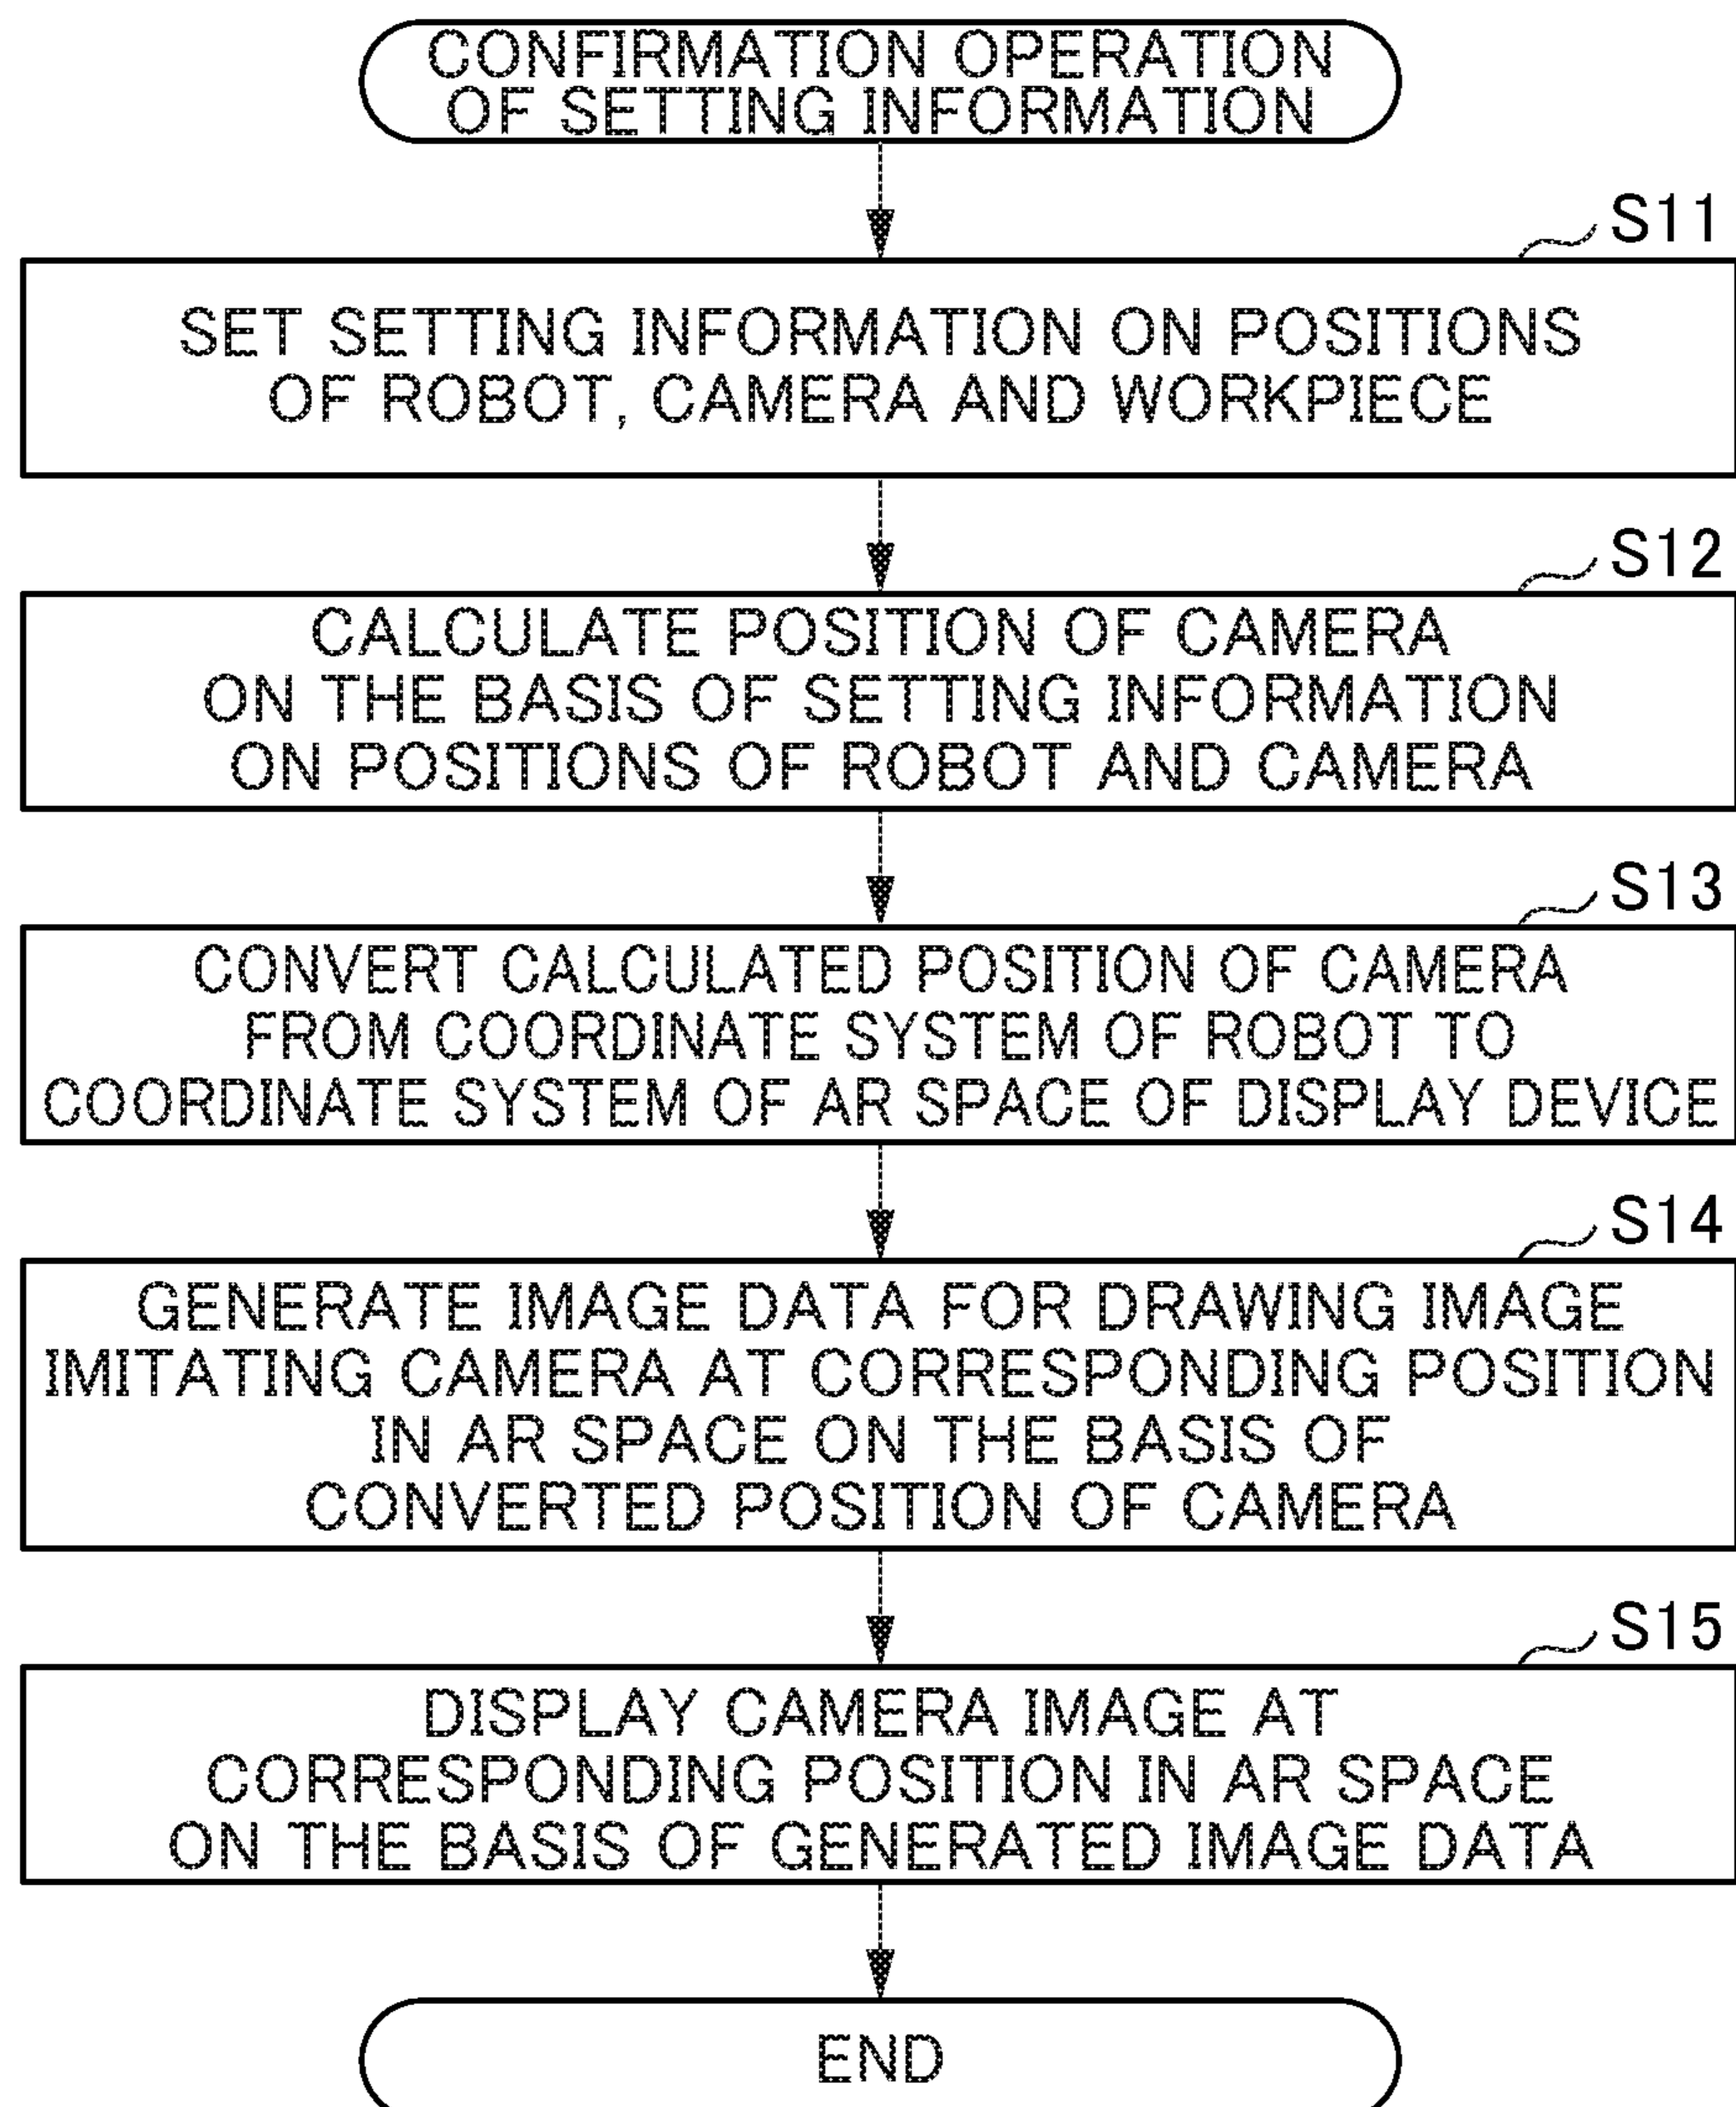 CONFIRMATION OPERATION
OF SETTING INFORMATION
S11
SET SETTING INFORMATION ON POSITIONS
OF ROBOT, CAMERA AND WORKPIECE
S12
CALCULATE POSITION OF CAMERA
ON THE BASIS OF SETTING INFORMATION
ON POSITIONS OF ROBOT AND CAMERA
S13
CONVERT CALCULATED POSITION OF CAMERA
FROM COORDINATE SYSTEM OF ROBOT TO
COORDINATE SYSTEM OF AR SPACE OF DISPLAY DEVICE
S14
GENERATE IMAGE DATA FOR DRAWING IMAGE
IMITATING CAMERA AT CORRESPONDING POSITION
IN AR SPACE ON THE BASIS OF
CONVERTED POSITION OF CAMERA
S15
DISPLAY CAMERA IMAGE AT
CORRESPONDING POSITION IN AR SPACE
ON THE BASIS OF GENERATED IMAGE DATA
END